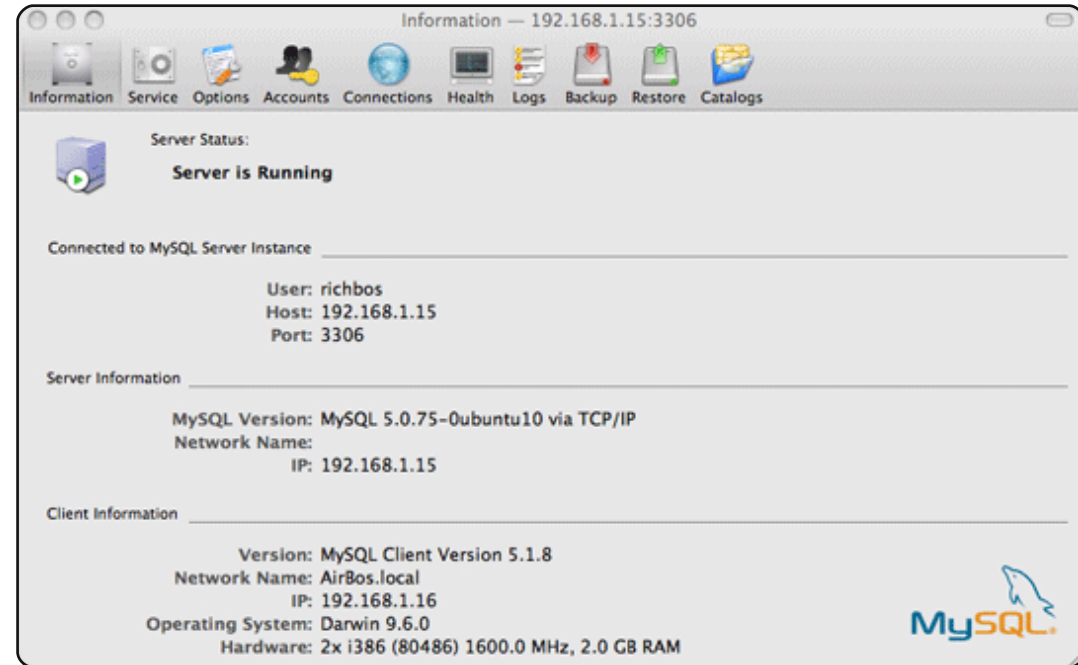 Information — 192.168.1.15:3306
Information Service Options Accounts Connections Health Logs Backup Restore Catalogs
Server Status:
Server is Running
Connected to MySQL Server Instance
User: richbos
Host: 192.168.1.15
Port: 3306
Server Information
MySQL Version: MySQL 5.0.75-0ubuntu10 via TCP/IP
Network Name:
IP: 192.168.1.15
Client Information
Version: MySQL Client Version 5.1.8
Network Name: AirBos.local
IP: 192.168.1.16
Operating System: Darwin 9.6.0
Hardware: 2x i386 (80486) 1600.0 MHz, 2.0 GB RAM
MySQL.